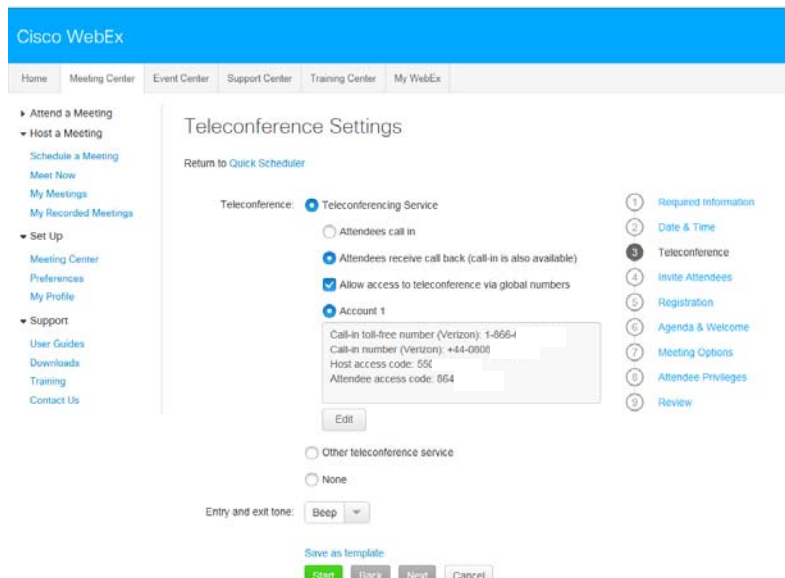 Cisco WebEx
Home Meeting Center Event Center Support Center Training Center My WebEx
Attend a Meeting
Host a Meeting
Schedule a Meeting
Meet Now
My Meetings
My Recorded Meetings
Set Up
Meeting Center
Preferences
My Profile
Support
User Guides
Downloads
Training
Contact Us
Teleconference Settings
Return to Quick Scheduler
Teleconference: Teleconferencing Service
Attendees call in
Attendees receive call back (call-in is also available)
Allow access to teleconference via global numbers
Account 1
Call-in toll-free number (Verizon): 1-866-
Call-in number (Verizon): +44-0808
Host access code: 550
Attendee access code: 864
Edit
Other teleconference service
None
Entry and exit tone: Beep
Save as template
Start Back Next Cancel
1 Required Information
2 Date & Time
3 Teleconference
4 Invite Attendees
5 Registration
6 Agenda & Welcome
7 Meeting Options
8 Attendee Privileges
9 Review